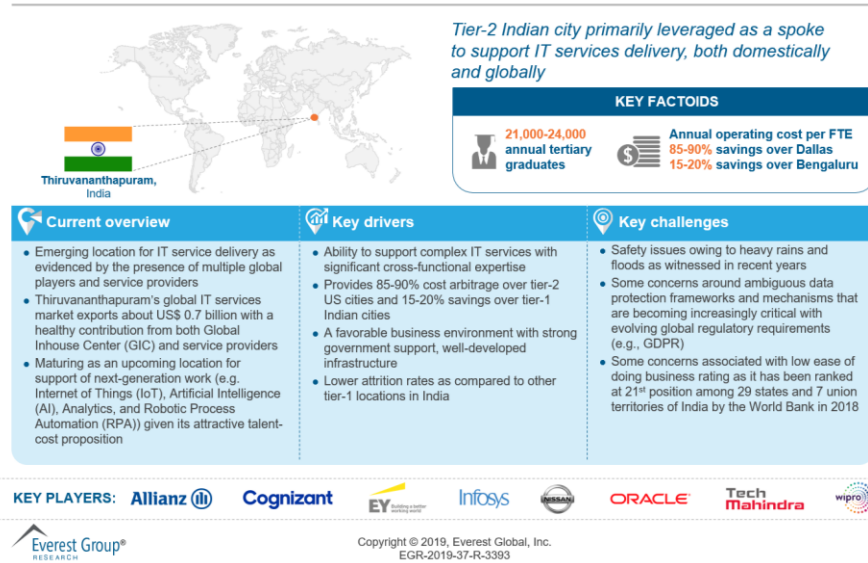 Tier-2 Indian city primarily leveraged as a spoke
to support IT services delivery, both domestically
and globally
Thiruvananthapuram,
India
KEY FACTOIDS
21,000-24,000
annual tertiary
graduates
$
Annual operating cost per FTE
85-90% savings over Dallas
15-20% savings over Bengaluru
Current overview
• Emerging location for IT service delivery as
evidenced by the presence of multiple global
players and service providers
• Thiruvananthapuram's global IT services
market exports about US$ 0.7 billion with a
healthy contribution from both Global
Inhouse Center (GIC) and service providers
• Maturing as an upcoming location for
support of next-generation work (e.g.
Internet of Things (IoT), Artificial Intelligence
(AI), Analytics, and Robotic Process
Automation (RPA)) given its attractive talent-
cost proposition
Key drivers
• Ability to support complex IT services with
significant cross-functional expertise
• Provides 85-90% cost arbitrage over tier-2
US cities and 15-20% savings over tier-1
Indian cities
• A favorable business environment with strong
government support, well-developed
infrastructure
• Lower attrition rates as compared to other
tier-1 locations in India
Key challenges
• Safety issues owing to heavy rains and
floods as witnessed in recent years
• Some concerns around ambiguous data
protection frameworks and mechanisms that
are becoming increasingly critical with
evolving global regulatory requirements
(e.g., GDPR)
• Some concerns associated with low ease of
doing business rating as it has been ranked
at 21st position among 29 states and 7 union
territories of India by the World Bank in 2018
KEY PLAYERS:
Allianz
Cognizant
EY
Building a better
working world
Infosys
NISSAN
ORACLE
Tech
Mahindra
wipro
Everest Group®
RESEARCH
Copyright © 2019, Everest Global, Inc.
EGR-2019-37-R-3393